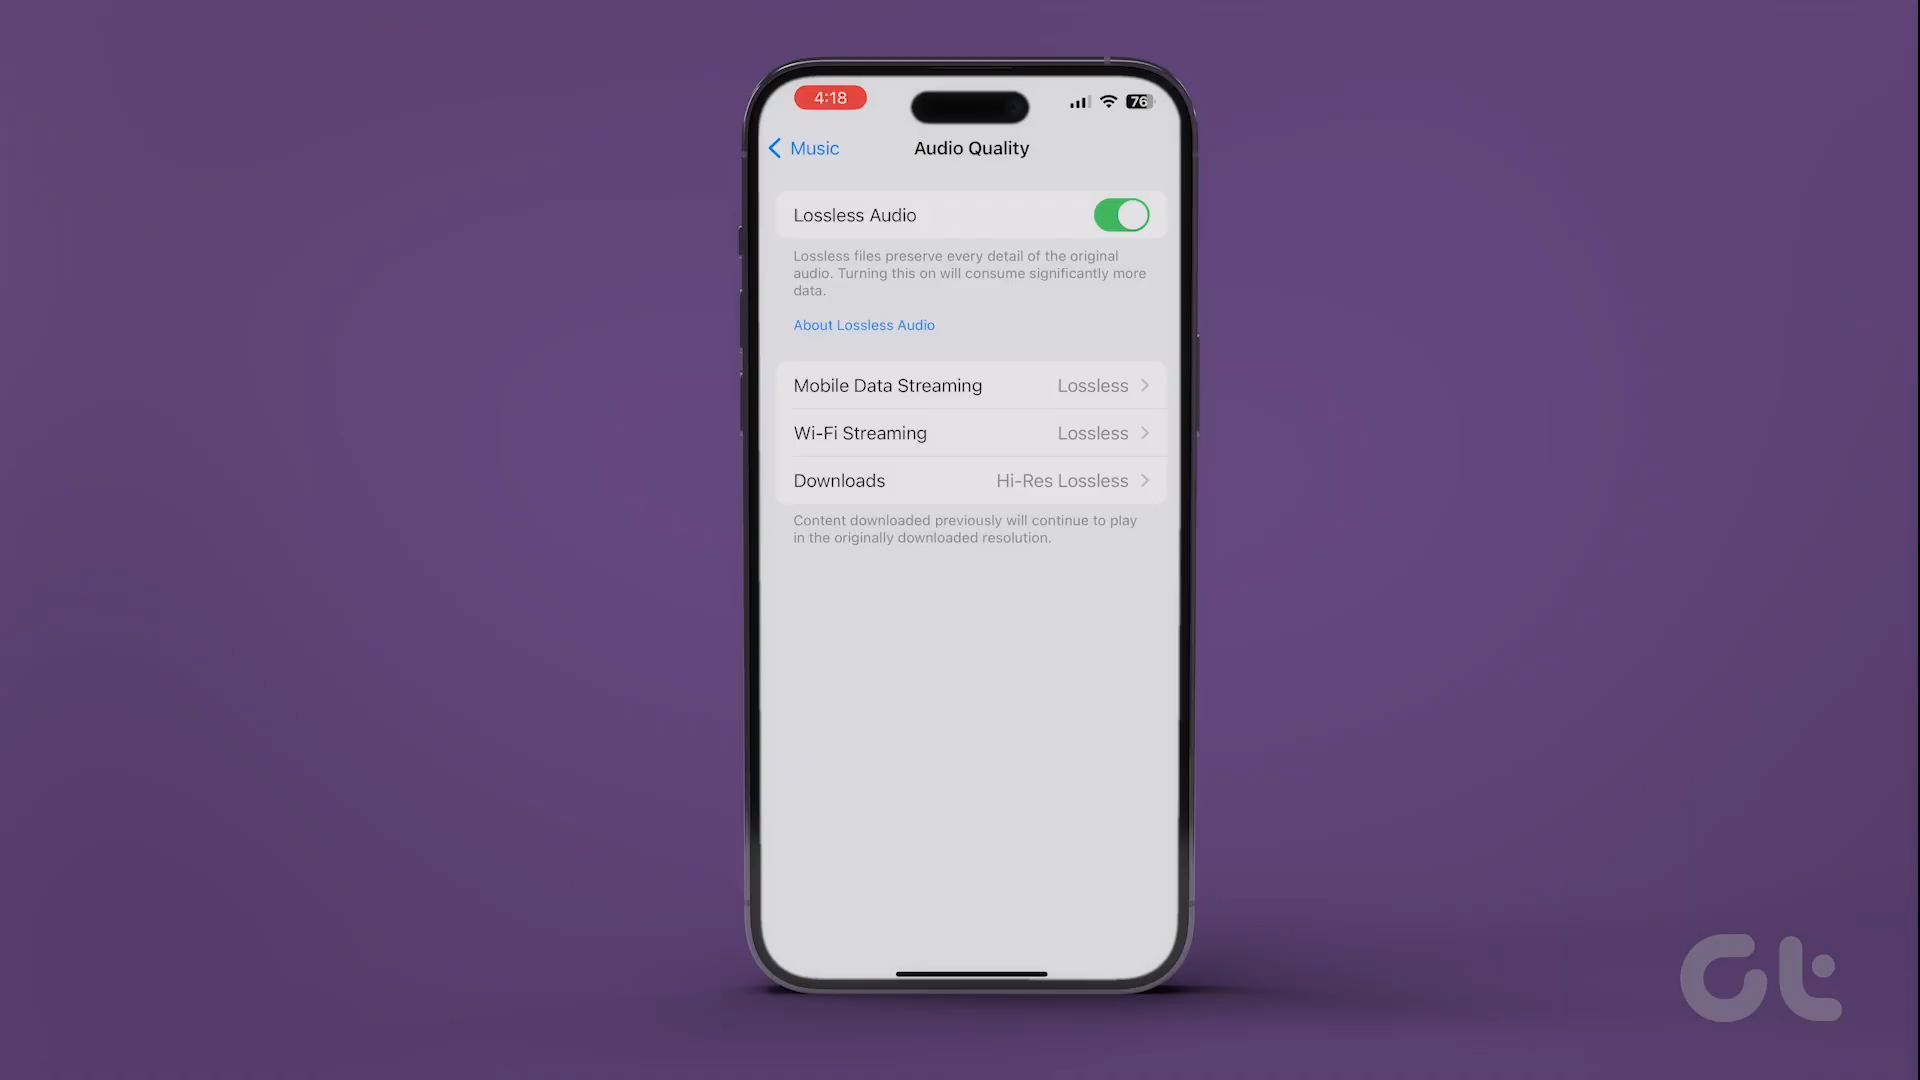 4:18
76
Music
Audio Quality
Lossless Audio
Lossless files preserve every detail of the original
audio. Turning this on will consume significantly more
data.
About Lossless Audio
Mobile Data Streaming Lossless
Wi-Fi Streaming Lossless
Downloads Hi-Res Lossless
Content downloaded previously will continue to play
in the originally downloaded resolution.
Gt